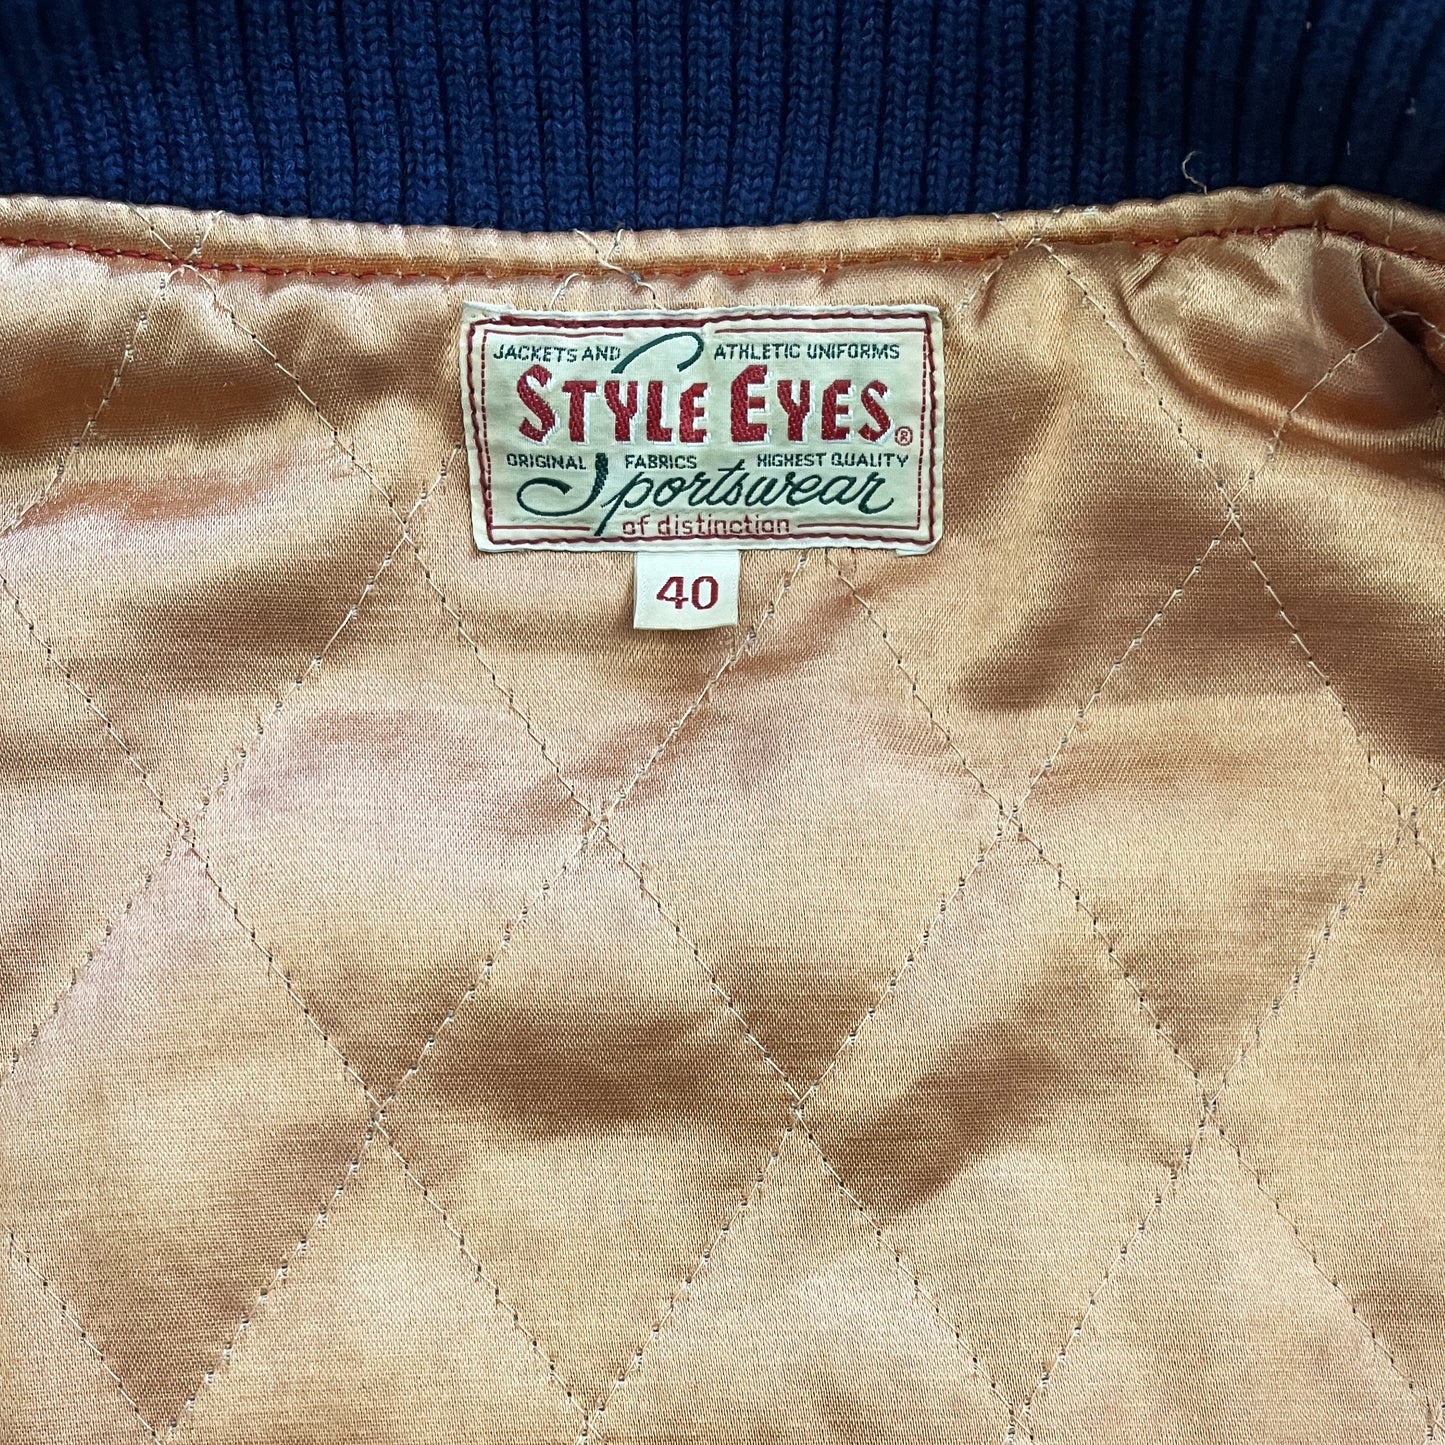 JACKETS AND ATHLETIC UNIFORMS
STYLE EYES®
ORIGINAL FABRICS HIGHEST QUALITY
Sportswear
of distinction
40